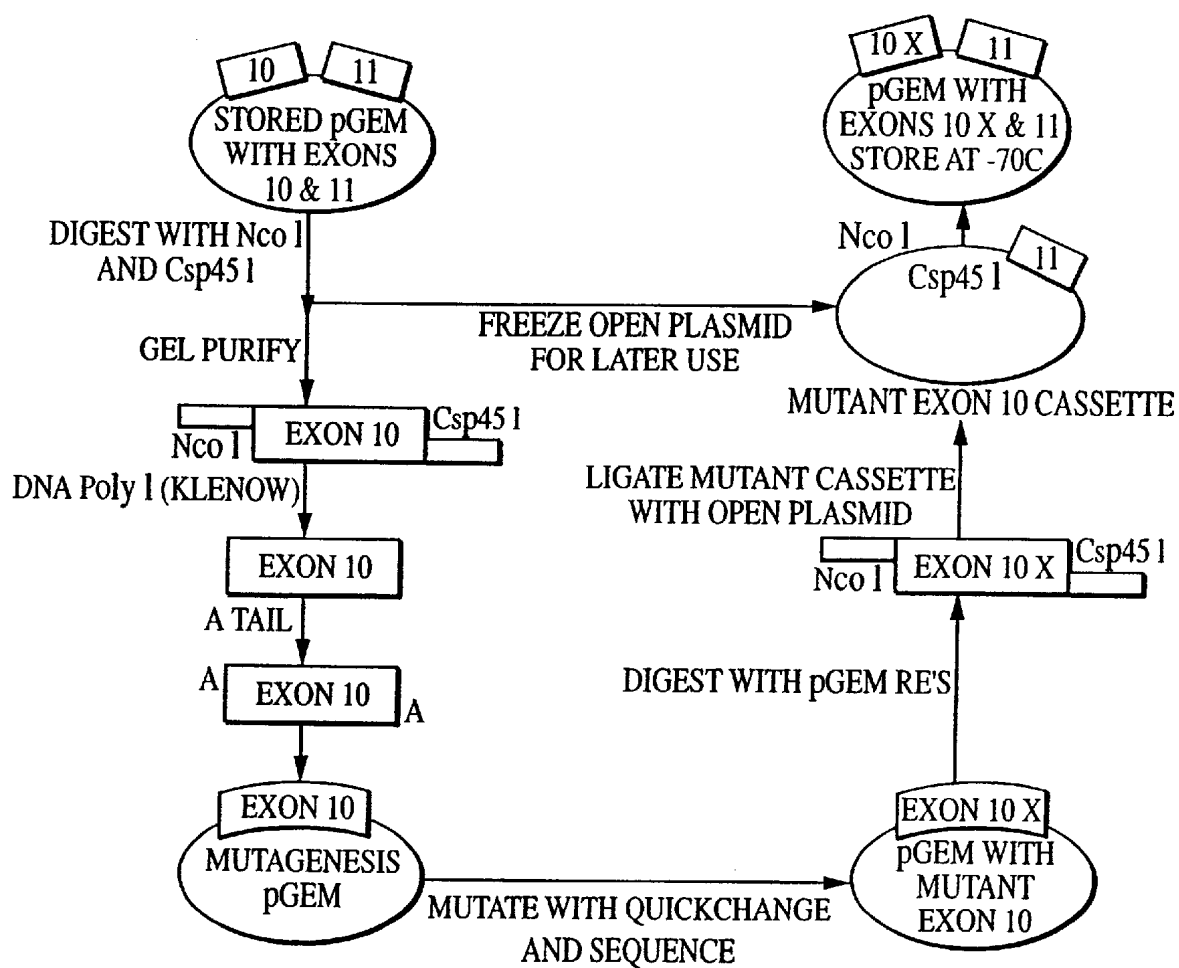 10
11
STORED pGEM
WITH EXONS
10 & 11
DIGEST WITH Nco l
AND Csp45 l
GEL PURIFY
FREEZE OPEN PLASMID
FOR LATER USE
Nco l
EXON 10
Csp45 l
DNA Poly l (KLENOW)
EXON 10
A TAIL
A
EXON 10
A
EXON 10
MUTAGENESIS
pGEM
MUTATE WITH QUICKCHANGE
AND SEQUENCE
EXON 10 X
pGEM WITH
MUTANT
EXON 10
DIGEST WITH pGEM RE'S
Nco l
EXON 10 X
Csp45 l
LIGATE MUTANT CASSETTE
WITH OPEN PLASMID
MUTANT EXON 10 CASSETTE
Nco l
Csp45 l
11
10 X
11
pGEM WITH
EXONS 10 X & 11
STORE AT -70C